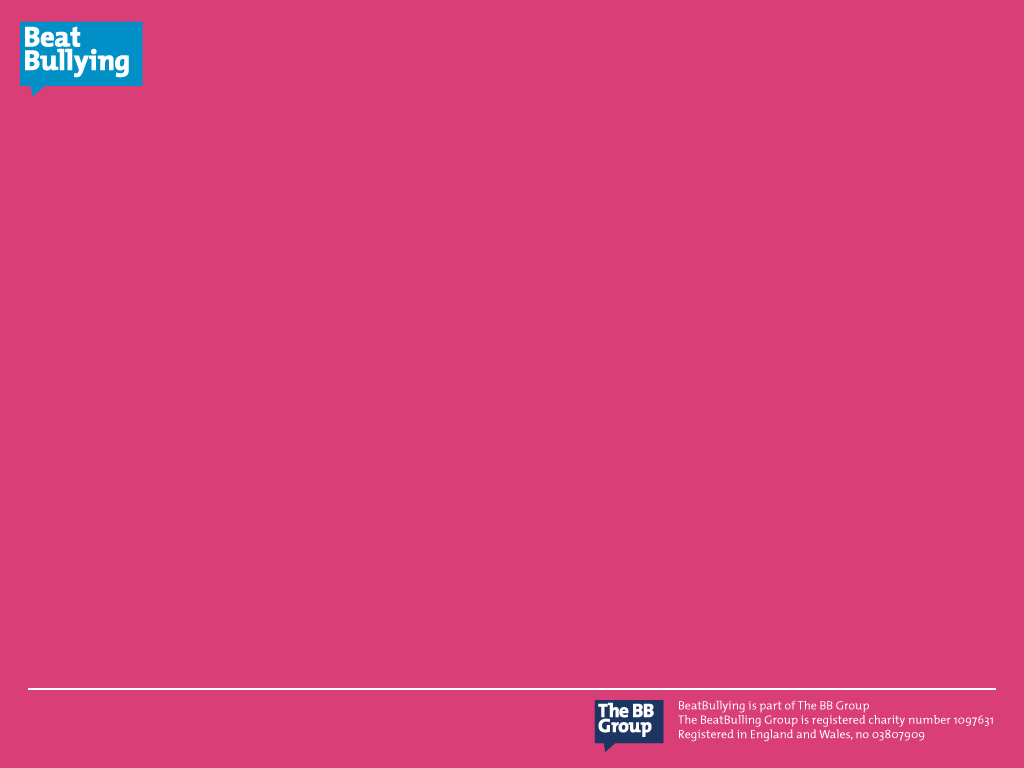 Beat
Bullying
The BB
Group
BeatBullying is part of The BB Group
The BeatBulling Group is registered charity number 1097631
Registered in England and Wales, no 03807909